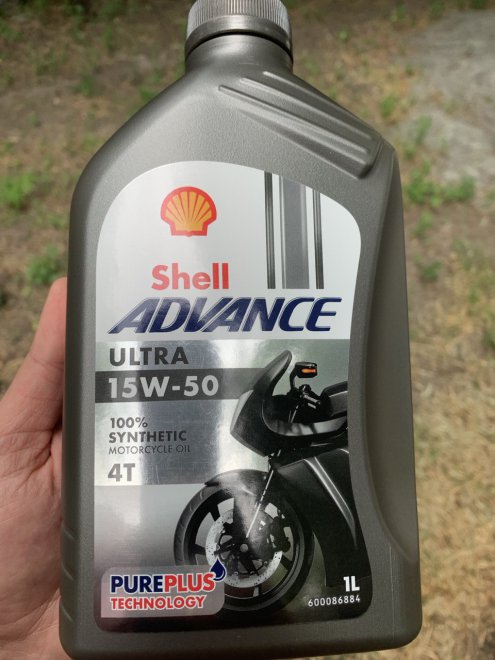 Shell
ADVANCE
ULTRA
15W-50
100%
SYNTHETIC
MOTORCYCLE OIL
4T
PUREPLUS
TECHNOLOGY
1L
600086884